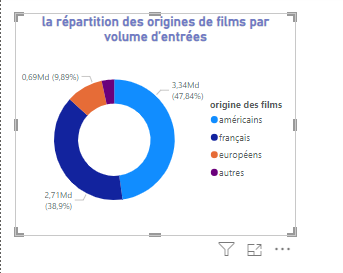 la répartition des origines de films par
volume d'entrées
0,69Md (9,89%)
3,34Md
(47,84%)
origine des films
américains
français
européens
autres
2,71Md
(38,9%)